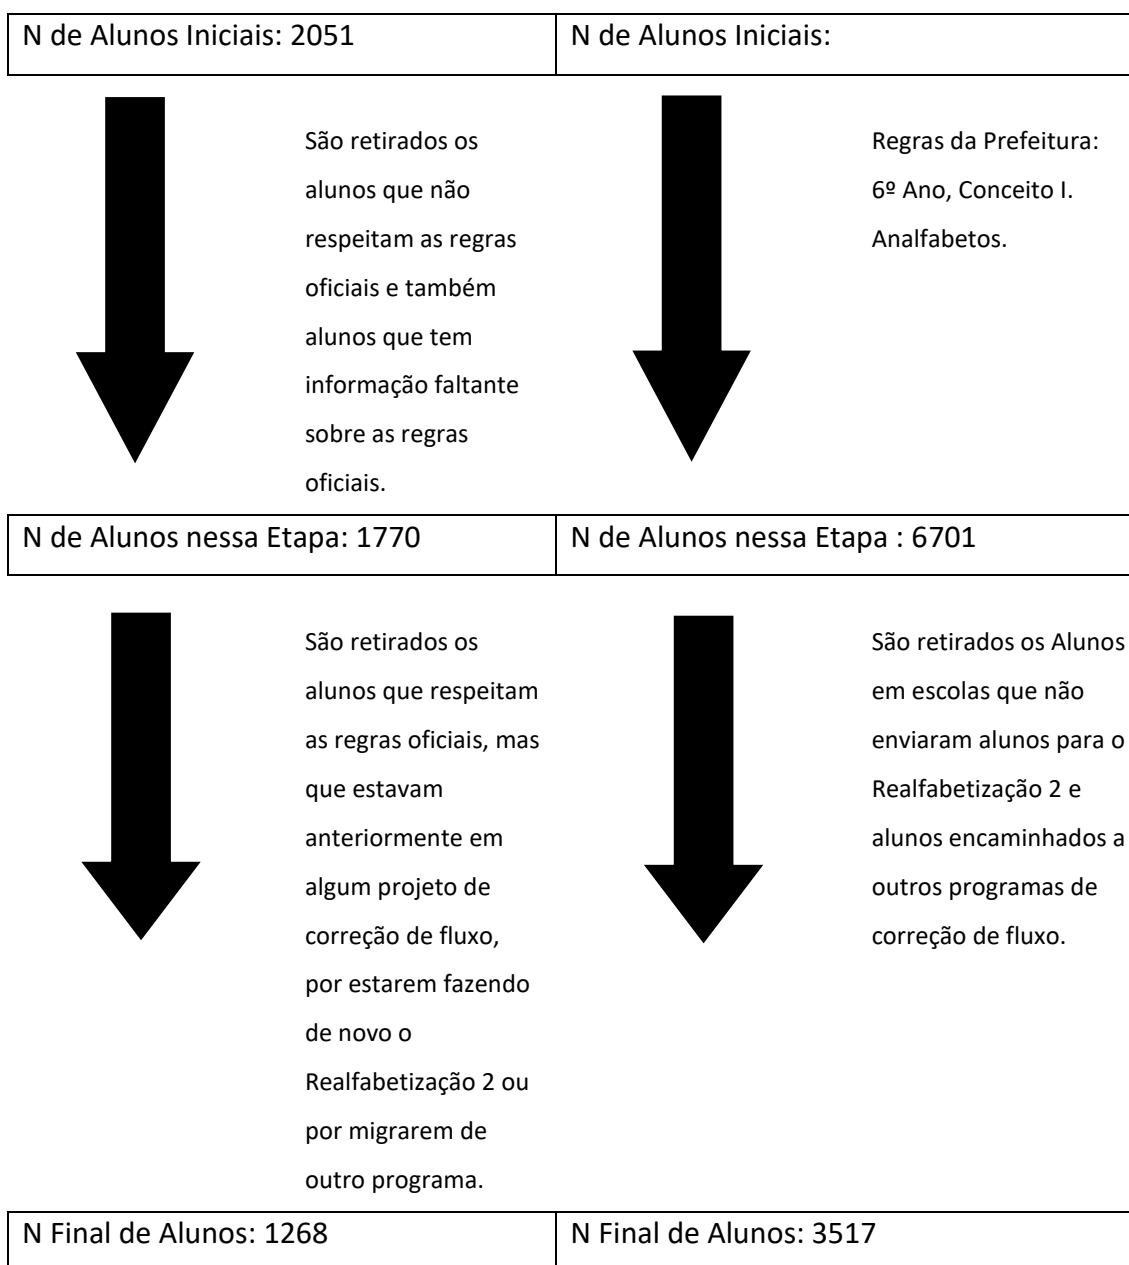 N de Alunos Iniciais: 2051
N de Alunos Iniciais:
São retirados os
alunos que não
respeitam as regras
oficiais e também
alunos que tem
informação faltante
sobre as regras
oficiais.
Regras da Prefeitura:
6º Ano, Conceito I.
Analfabetos.
N de Alunos nessa Etapa: 1770
N de Alunos nessa Etapa : 6701
São retirados os
alunos que respeitam
as regras oficiais, mas
que estavam
anteriormente em
algum projeto de
correção de fluxo,
por estarem fazendo
de novo o
Realfabetização 2 ou
por migrarem de
outro programa.
São retirados os Alunos
em escolas que não
enviaram alunos para o
Realfabetização 2 e
alunos encaminhados a
outros programas de
correção de fluxo.
N Final de Alunos: 1268
N Final de Alunos: 3517